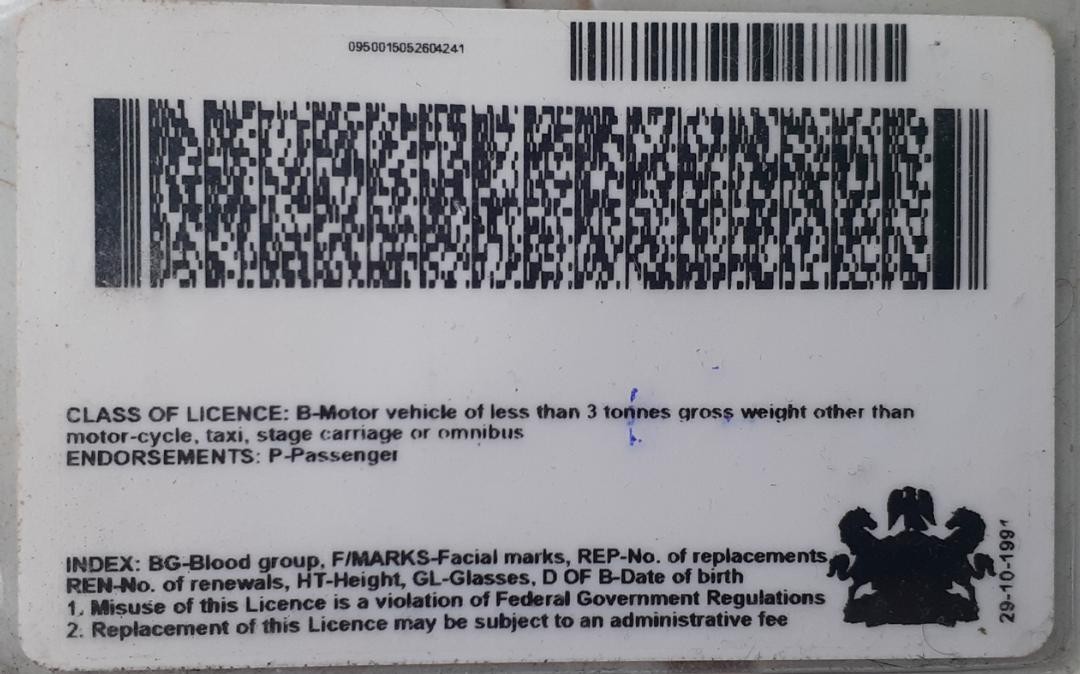 0950015052604241
CLASS OF LICENCE: B-Motor vehicle of less than 3 tonnes gross weight other than
motor-cycle, taxi, stage carriage or omnibus
ENDORSEMENTS: P-Passenger
INDEX: BG-Blood group, F/MARKS-Facial marks, REP-No. of replacements,
REN-No. of renewals, HT-Height, GL-Glasses, D OF B-Date of birth
1. Misuse of this Licence is a violation of Federal Government Regulations
2. Replacement of this Licence may be subject to an administrative fee
29-10-1991